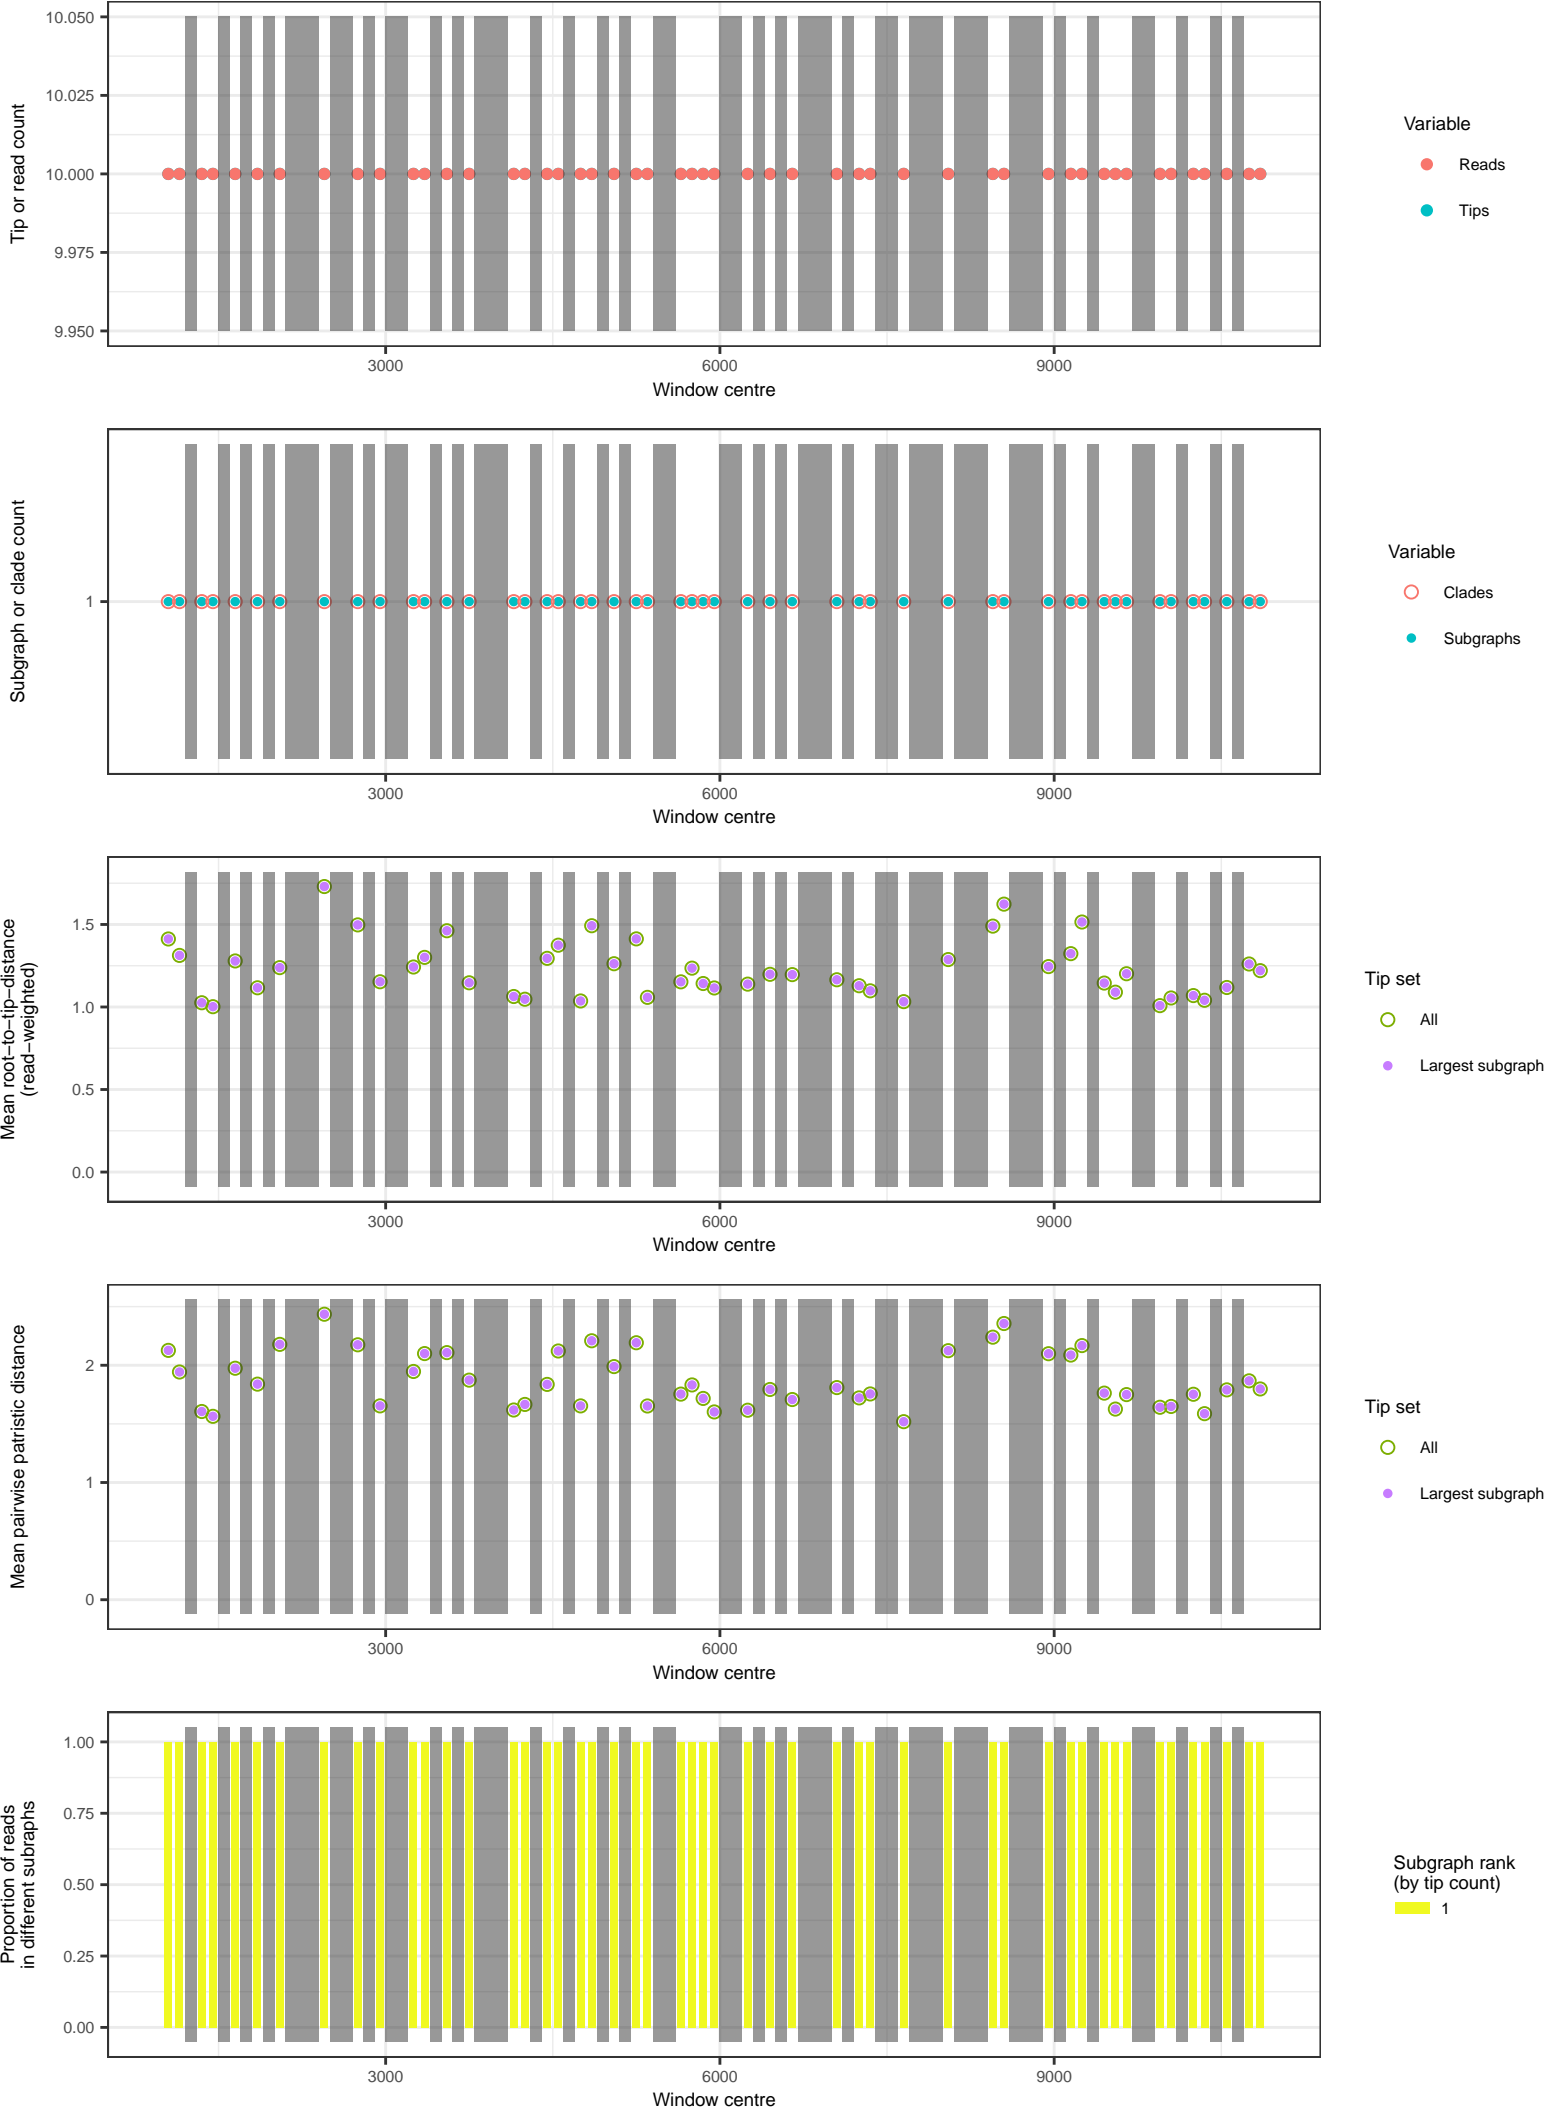 10.050
10.025
10.000
9.975
9.950
Tip or read count
3000
6000
9000
Window centre
Variable
Reads
Tips
1
Subgraph or clade count
3000
6000
9000
Window centre
Variable
Clades
Subgraphs
1.5
1.0
0.5
0.0
Mean root−to−tip−distance
(read−weighted)
3000
6000
9000
Window centre
Tip set
All
Largest subgraph
2
1
0
Mean pairwise patristic distance
3000
6000
9000
Window centre
Tip set
All
Largest subgraph
1.00
0.75
0.50
0.25
0.00
Proportion of reads
in different subraphs
3000
6000
9000
Window centre
Subgraph rank
(by tip count)
1